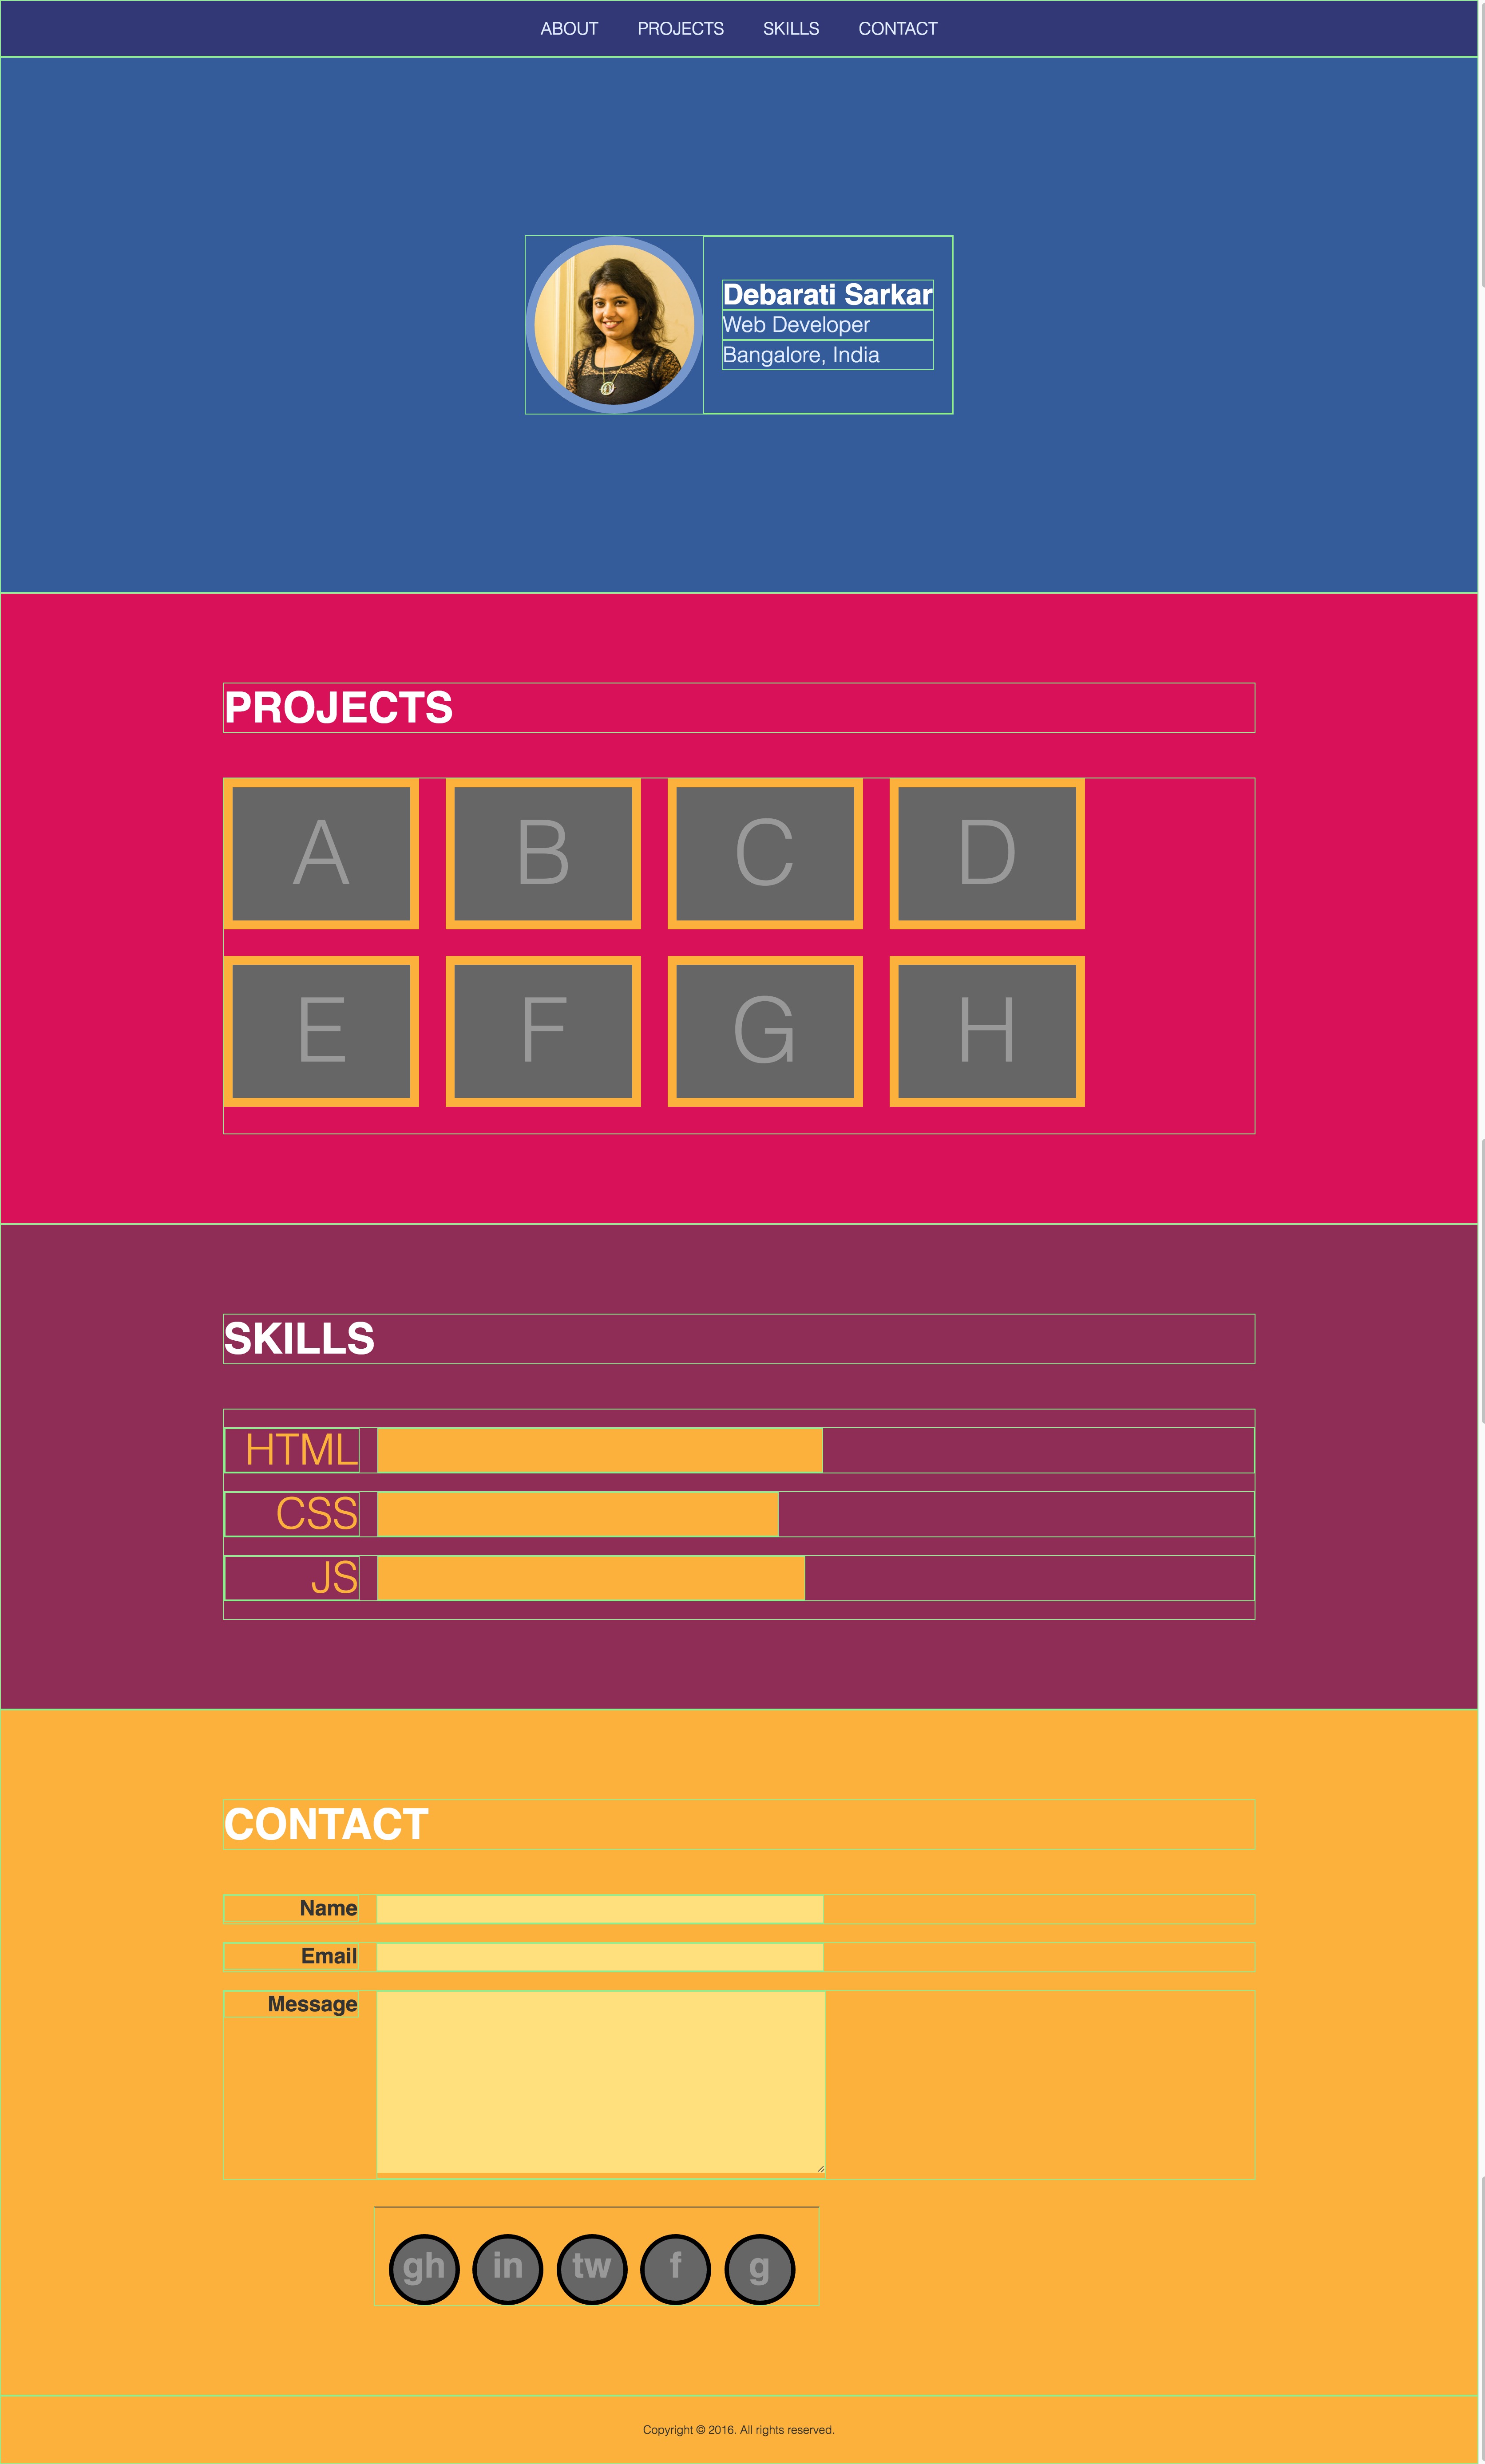 ABOUT PROJECTS SKILLS CONTACT
Debarati Sarkar
Web Developer
Bangalore, India
PROJECTS
A B C D
E F G H
SKILLS
HTML
CSS
JS
CONTACT
Name
Email
Message
gh in tw f g
Copyright © 2016. All rights reserved.